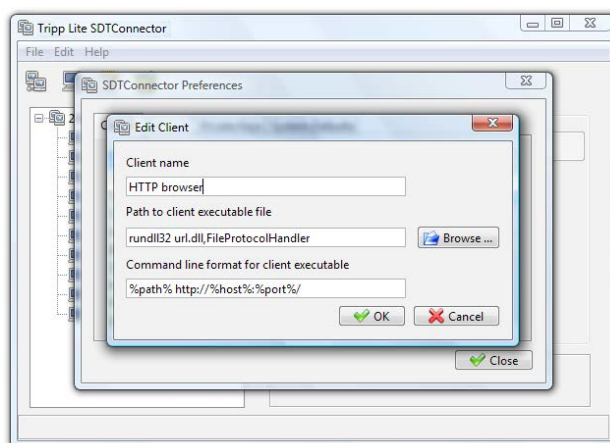 Tripp Lite SDTConnector
File Edit Help
SDTConnector Preferences
Edit Client
Client name
HTTP browser
Path to client executable file
rundll32 url.dll,FileProtocolHandler
Browse ...
Command line format for client executable
%path% http://%host%:%port%/
OK
Cancel
Close